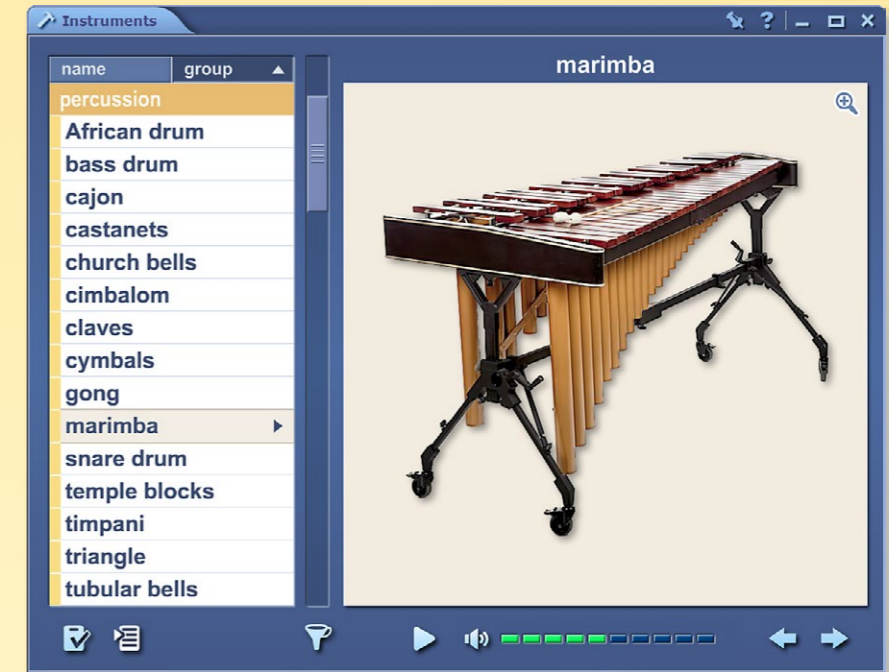 Instruments
?
name group
marimba
percussion
African drum
bass drum
cajon
castanets
church bells
cimbalom
claves
cymbals
gong
marimba
snare drum
temple blocks
timpani
triangle
tubular bells